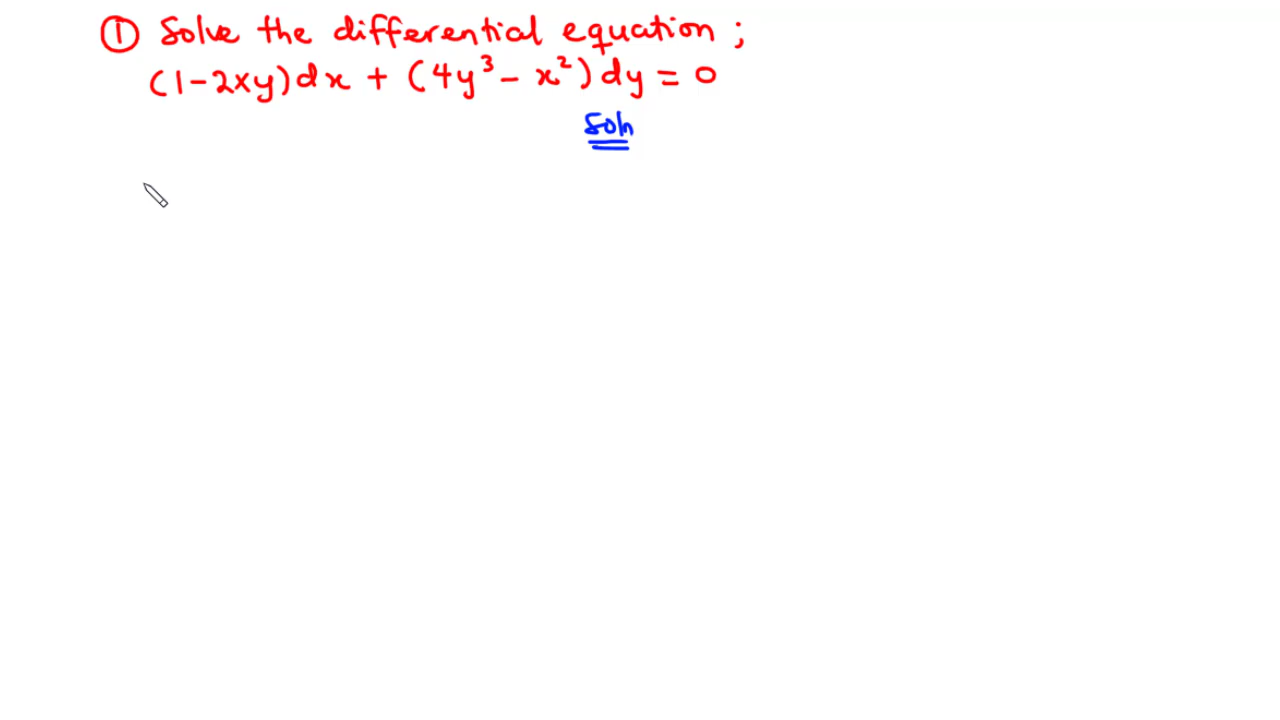 ① Solve the differential equation ;
(1-2xy)dx + (4y³ - x²)dy = 0
Soln